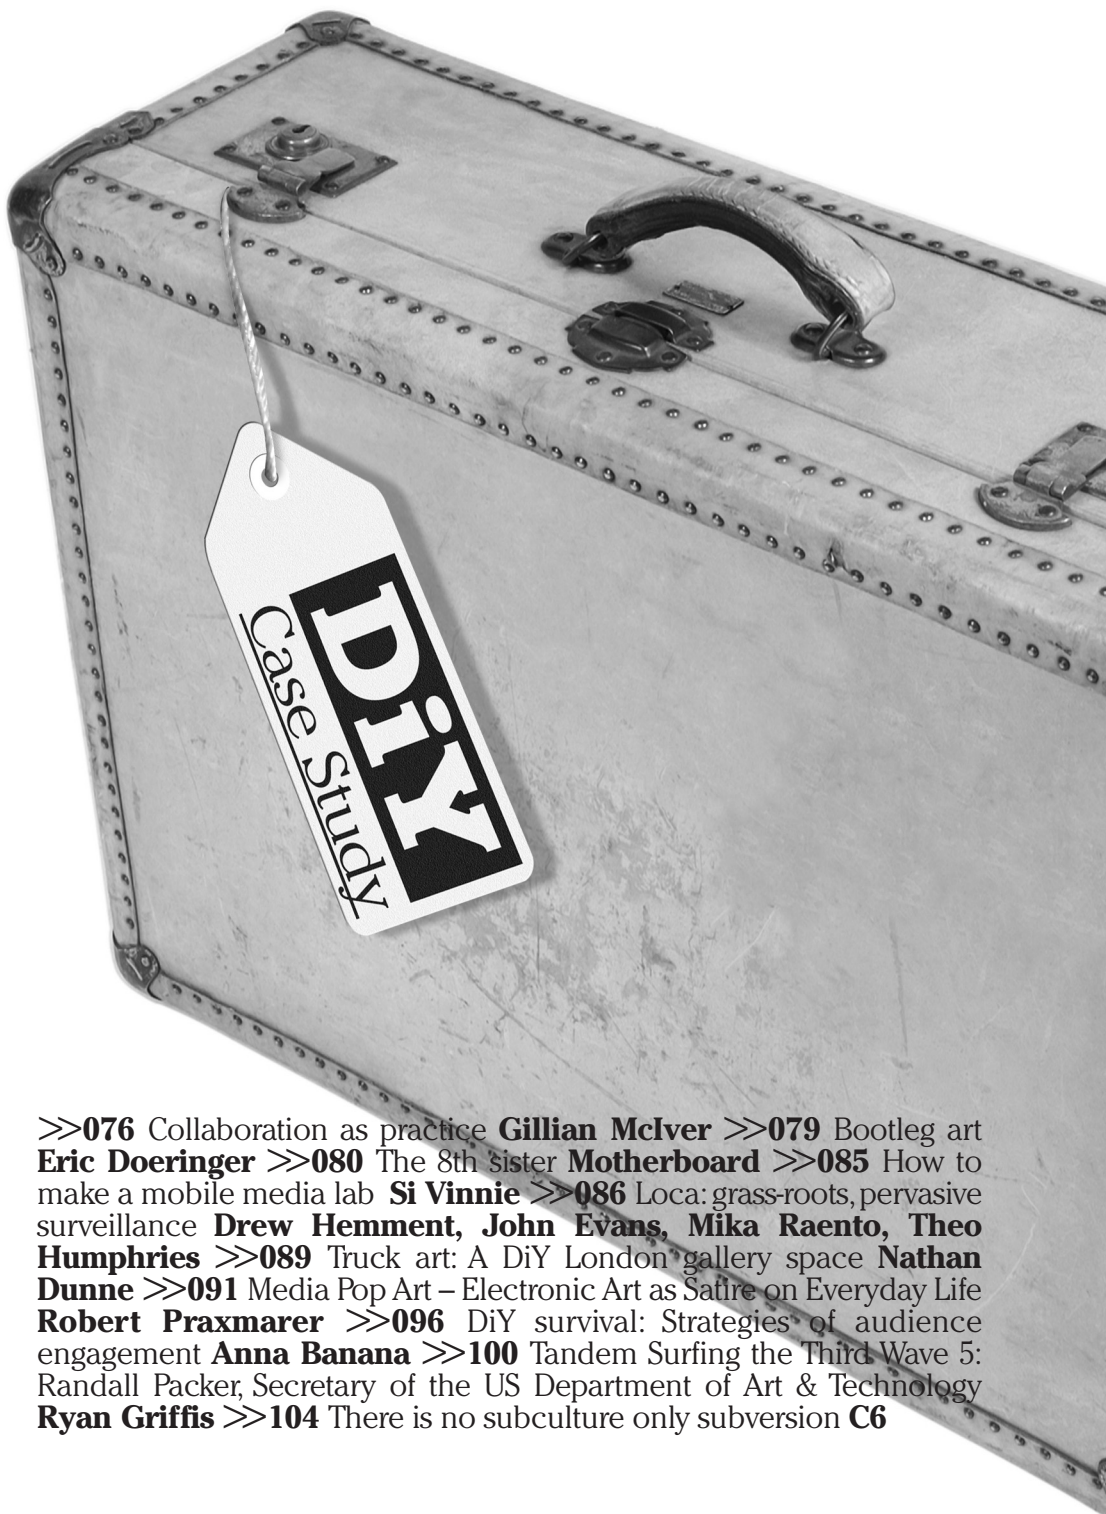 DiY
Case Study
>>076 Collaboration as practice Gillian McIver >>079 Bootleg art
Eric Doeringer >>080 The 8th sister Motherboard >>085 How to
make a mobile media lab Si Vinnie >>086 Loca: grass-roots, pervasive
surveillance Drew Hemment, John Evans, Mika Raento, Theo
Humphries >>089 Truck art: A DiY London gallery space Nathan
Dunne >>091 Media Pop Art – Electronic Art as Satire on Everyday Life
Robert Praxmarer >>096 DiY survival: Strategies of audience
engagement Anna Banana >>100 Tandem Surfing the Third Wave 5:
Randall Packer, Secretary of the US Department of Art & Technology
Ryan Griffis >>104 There is no subculture only subversion C6